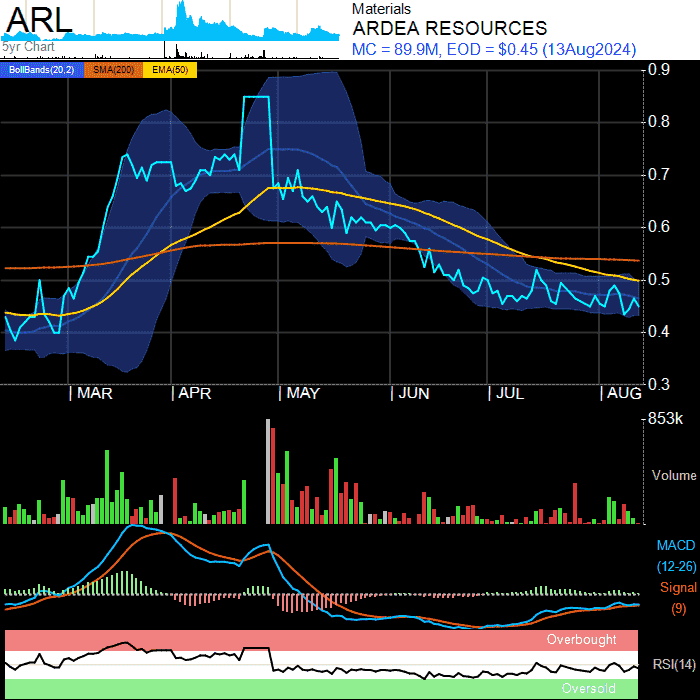 ARL
5yr Chart
Materials
ARDEA RESOURCES
MC = 89.9M, EOD = $0.45 (13Aug2024)
BollBands(20,2) SMA(200) EMA(50)
0.9
0.8
0.7
0.6
0.5
0.4
0.3
| MAR | APR | MAY | JUN | JUL | AUG
853k
Volume
MACD
(12-26)
Signal
(9)
Overbought
RSI(14)
Oversold